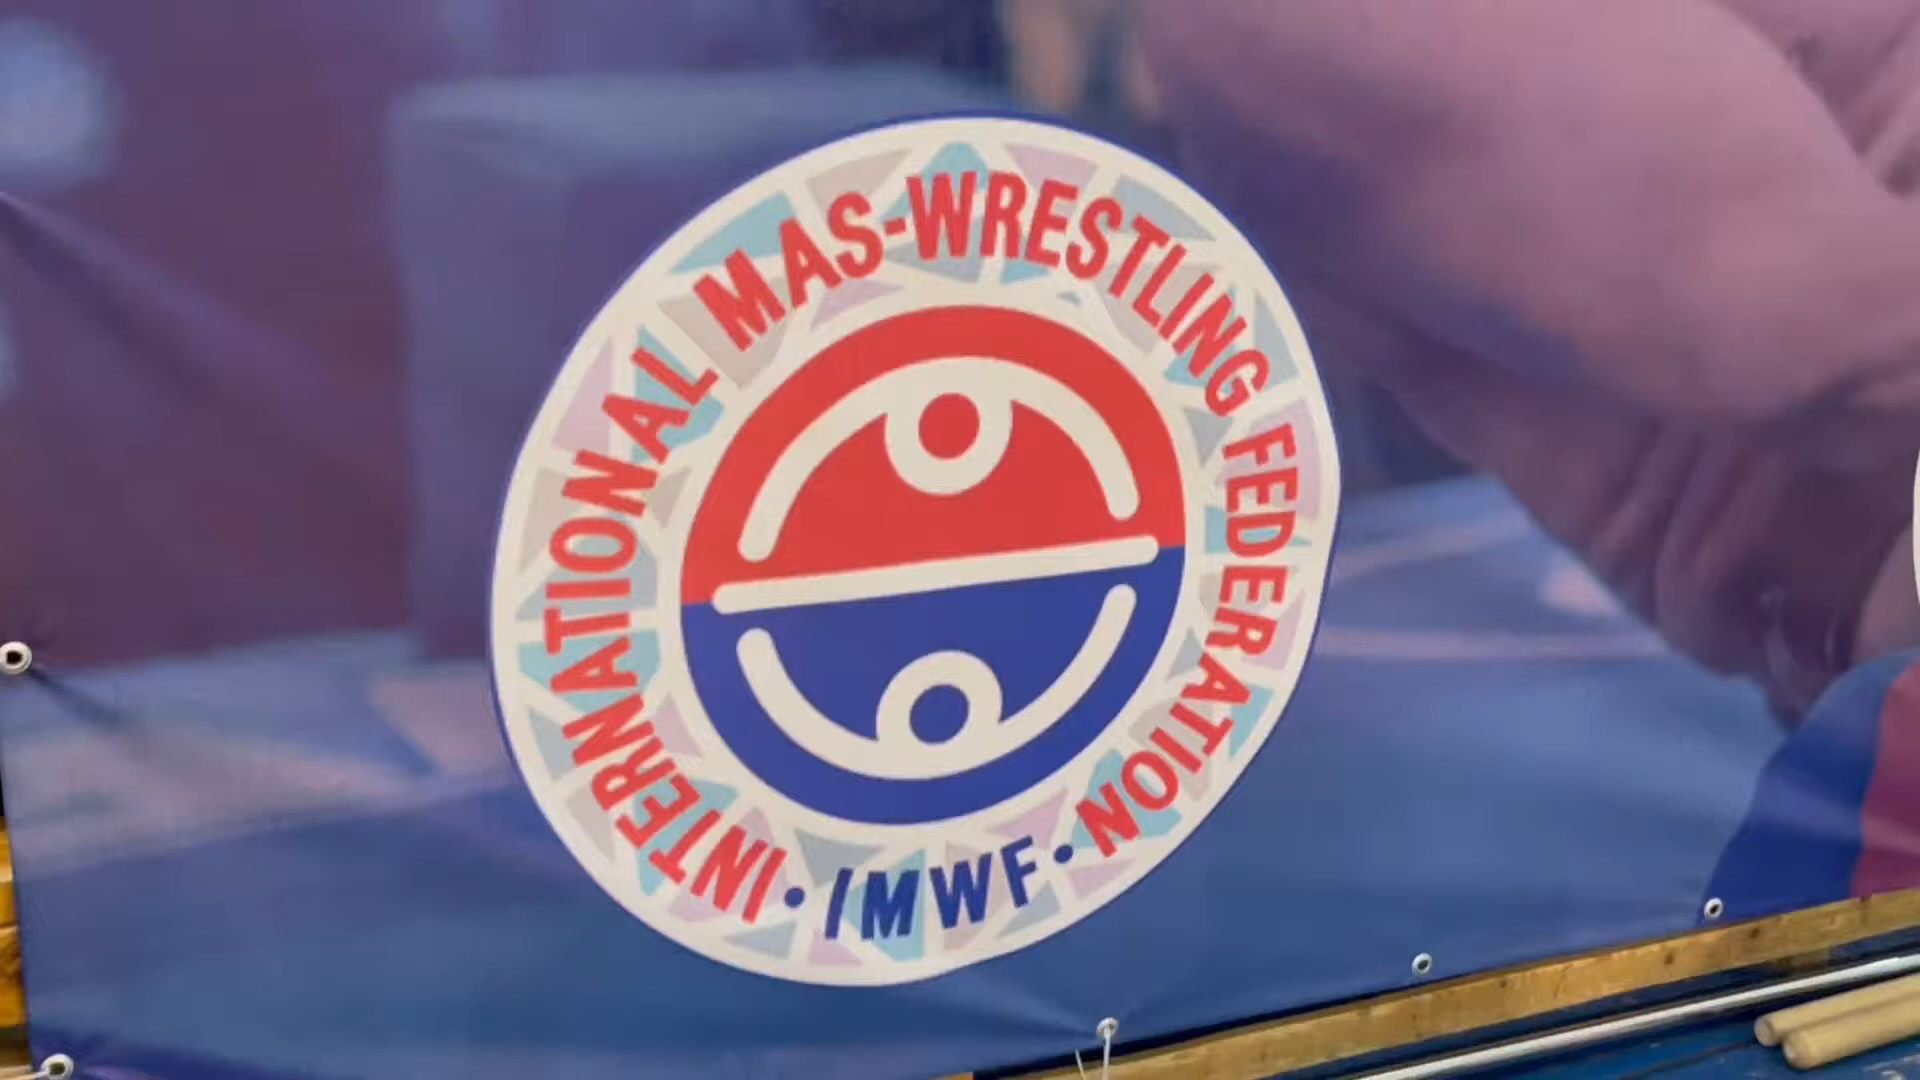 INTERNATIONAL MAS-WRESTLING FEDERATION
• IMWF •